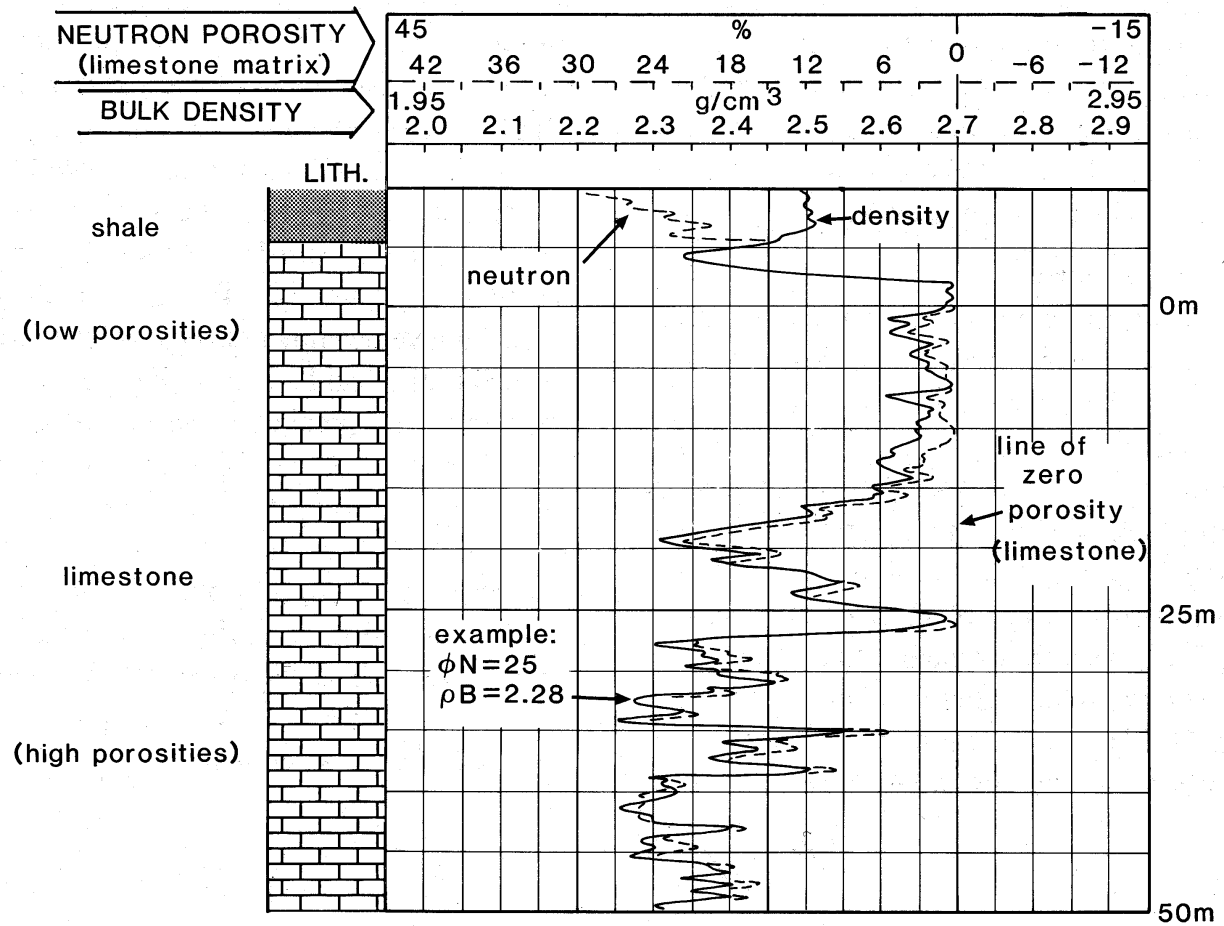 NEUTRON POROSITY
(limestone matrix)
45 % -15
42 36 30 24 18 12 6 0 -6 -12
BULK DENSITY
1.95 g/cm³ 2.95
2.0 2.1 2.2 2.3 2.4 2.5 2.6 2.7 2.8 2.9
LITH.
shale
density
neutron
0m
(low porosities)
line of
zero
porosity
(limestone)
limestone
25m
example:
φN=25
ρB=2.28
(high porosities)
50m